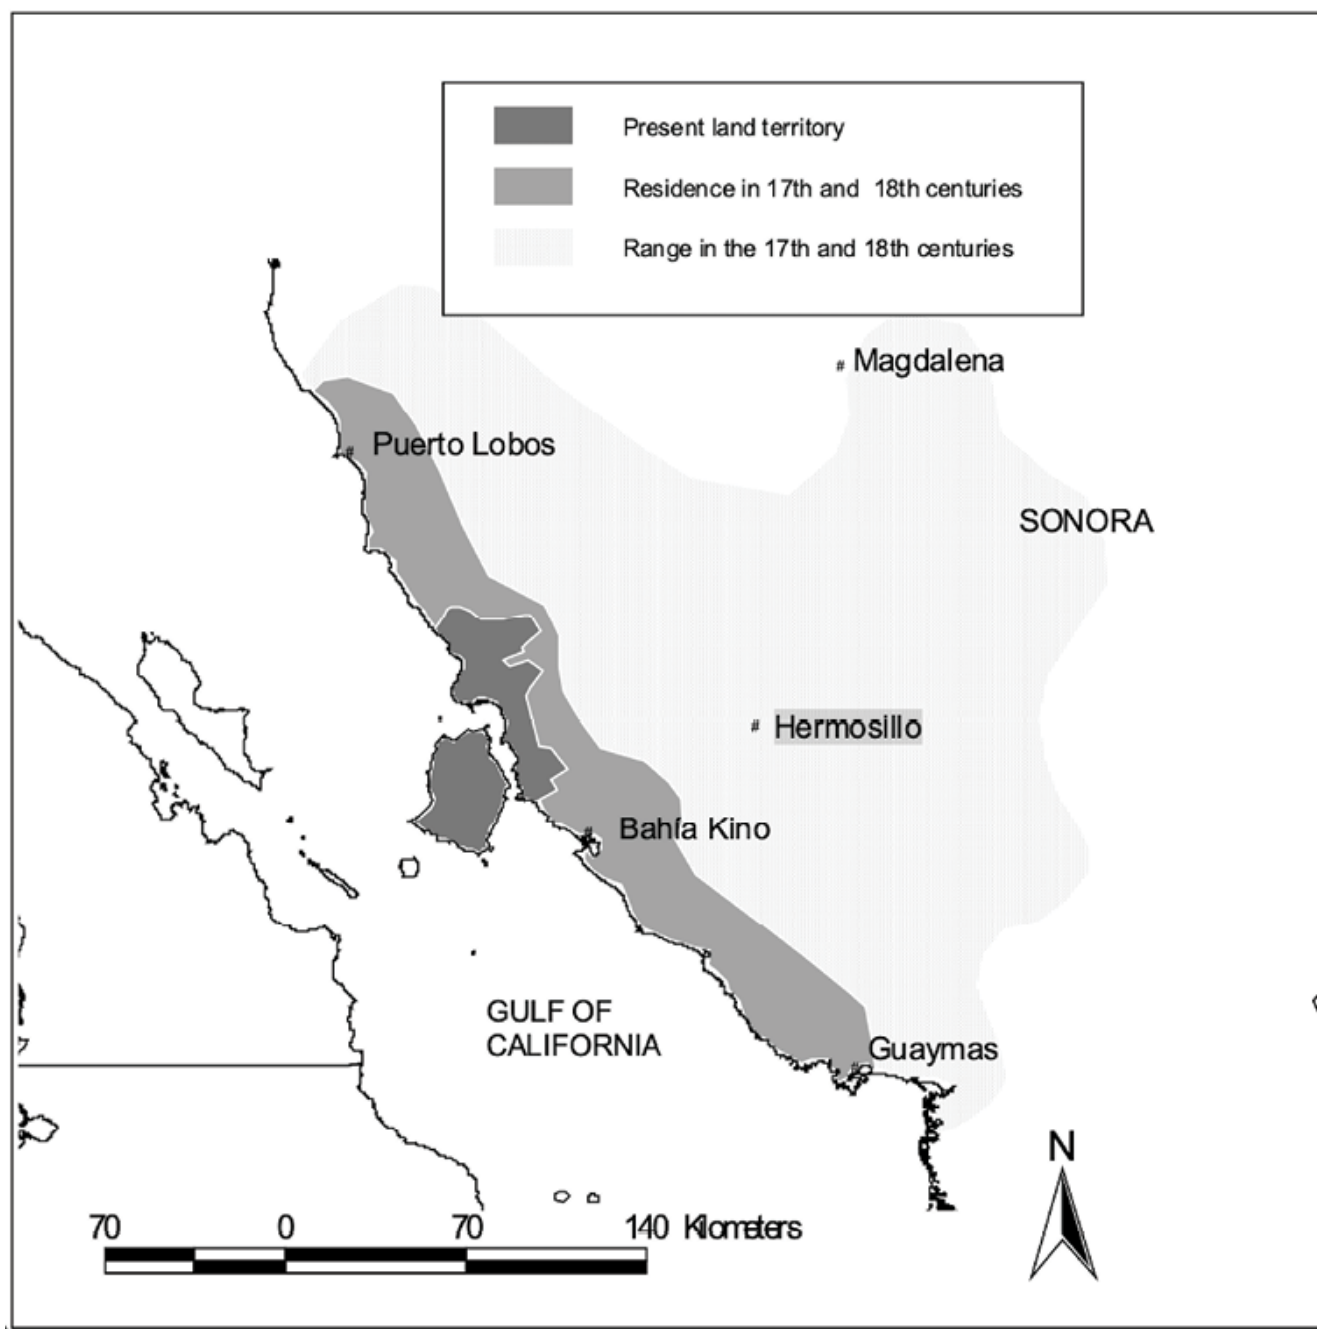 Present land territory
Residence in 17th and 18th centuries
Range in the 17th and 18th centuries
# Magdalena
# Puerto Lobos
SONORA
# Hermosillo
Bahía Kino
GULF OF
CALIFORNIA
Guaymas
N
70 0 70 140 Kilometers